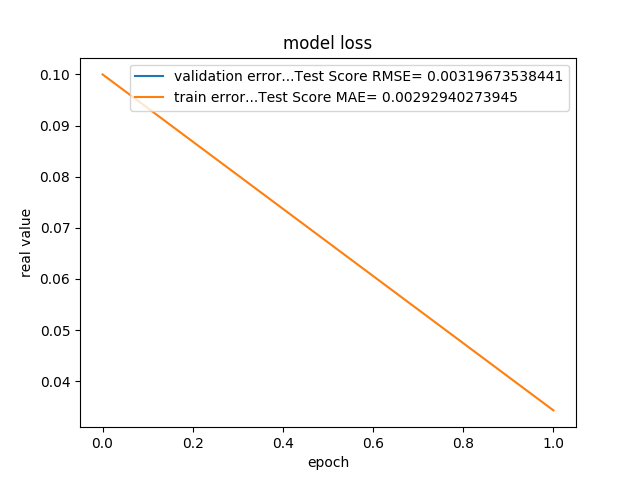 model loss
validation error...Test Score RMSE= 0.00319673538441
train error...Test Score MAE= 0.00292940273945
0.10
0.09
0.08
0.07
0.06
0.05
0.04
real value
0.0 0.2 0.4 0.6 0.8 1.0
epoch